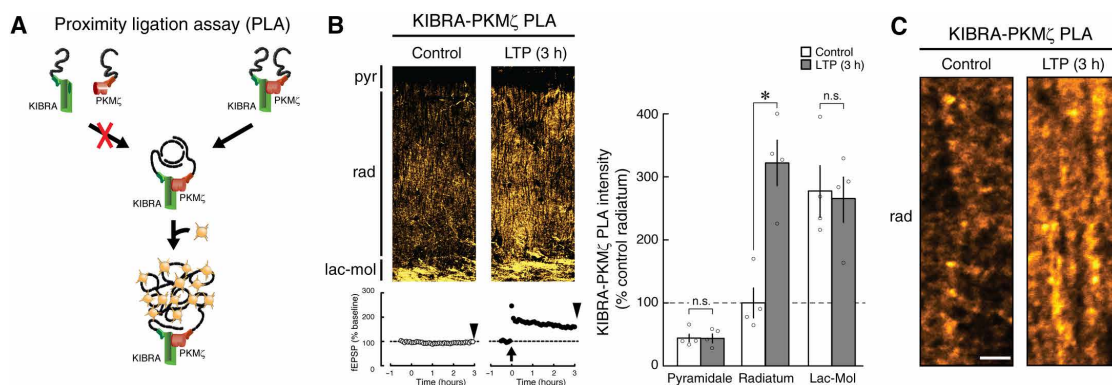 A
Proximity ligation assay (PLA)
KIBRA
PKMζ
KIBRA
PKMζ
KIBRA
PKMζ
KIBRA
PKMζ
B
KIBRA-PKMζ PLA
Control
LTP (3 h)
pyr
rad
lac-mol
fEPSP (% baseline)
300
200
100
−1 0 1 2 3
Time (hours)
−1 0 1 2 3
Time (hours)
Control
LTP (3 h)
KIBRA-PKMζ PLA intensity
(% control radiatum)
400
300
200
100
0
n.s.
*
n.s.
Pyramidale
Radiatum
Lac-Mol
C
KIBRA-PKMζ PLA
Control
LTP (3 h)
rad